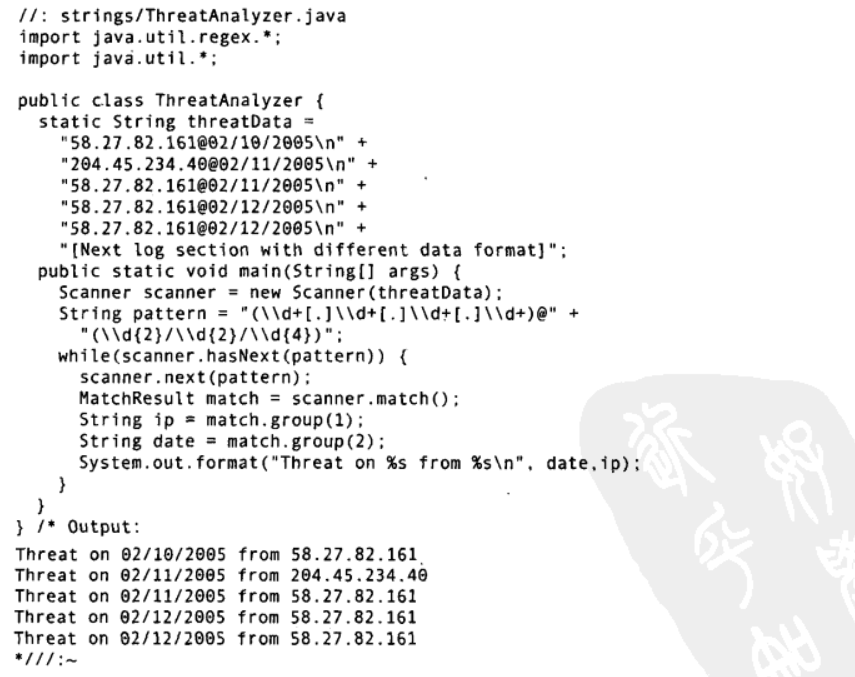 //: strings/ThreatAnalyzer.java
import java.util.regex.*;
import java.util.*;
public class ThreatAnalyzer {
static String threatData =
"58.27.82.161@02/10/2005\n" +
"204.45.234.40@02/11/2005\n" +
"58.27.82.161@02/11/2005\n" +
"58.27.82.161@02/12/2005\n" +
"58.27.82.161@02/12/2005\n" +
"[Next log section with different data format]";
public static void main(String[] args) {
Scanner scanner = new Scanner(threatData);
String pattern = "(\\d+[.]\\d+[.]\\d+[.]\\d+)@" +
"(\\d{2}/\\d{2}/\\d{4})";
while(scanner.hasNext(pattern)) {
scanner.next(pattern);
MatchResult match = scanner.match();
String ip = match.group(1);
String date = match.group(2);
System.out.format("Threat on %s from %s\n", date,ip);
}
}
} /* Output:
Threat on 02/10/2005 from 58.27.82.161
Threat on 02/11/2005 from 204.45.234.40
Threat on 02/11/2005 from 58.27.82.161
Threat on 02/12/2005 from 58.27.82.161
Threat on 02/12/2005 from 58.27.82.161
*///:~